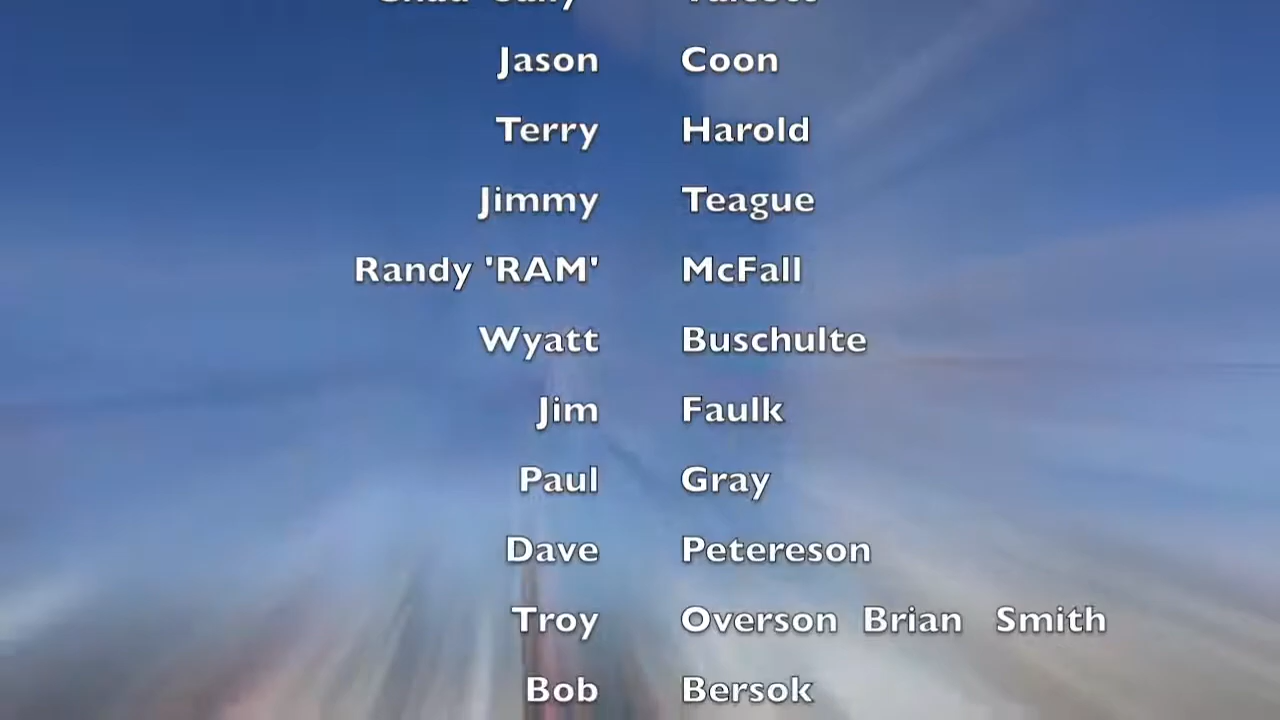 Jason Coon
Terry Harold
Jimmy Teague
Randy 'RAM' McFall
Wyatt Buschulte
Jim Faulk
Paul Gray
Dave Petereson
Troy Overson Brian Smith
Bob Bersok